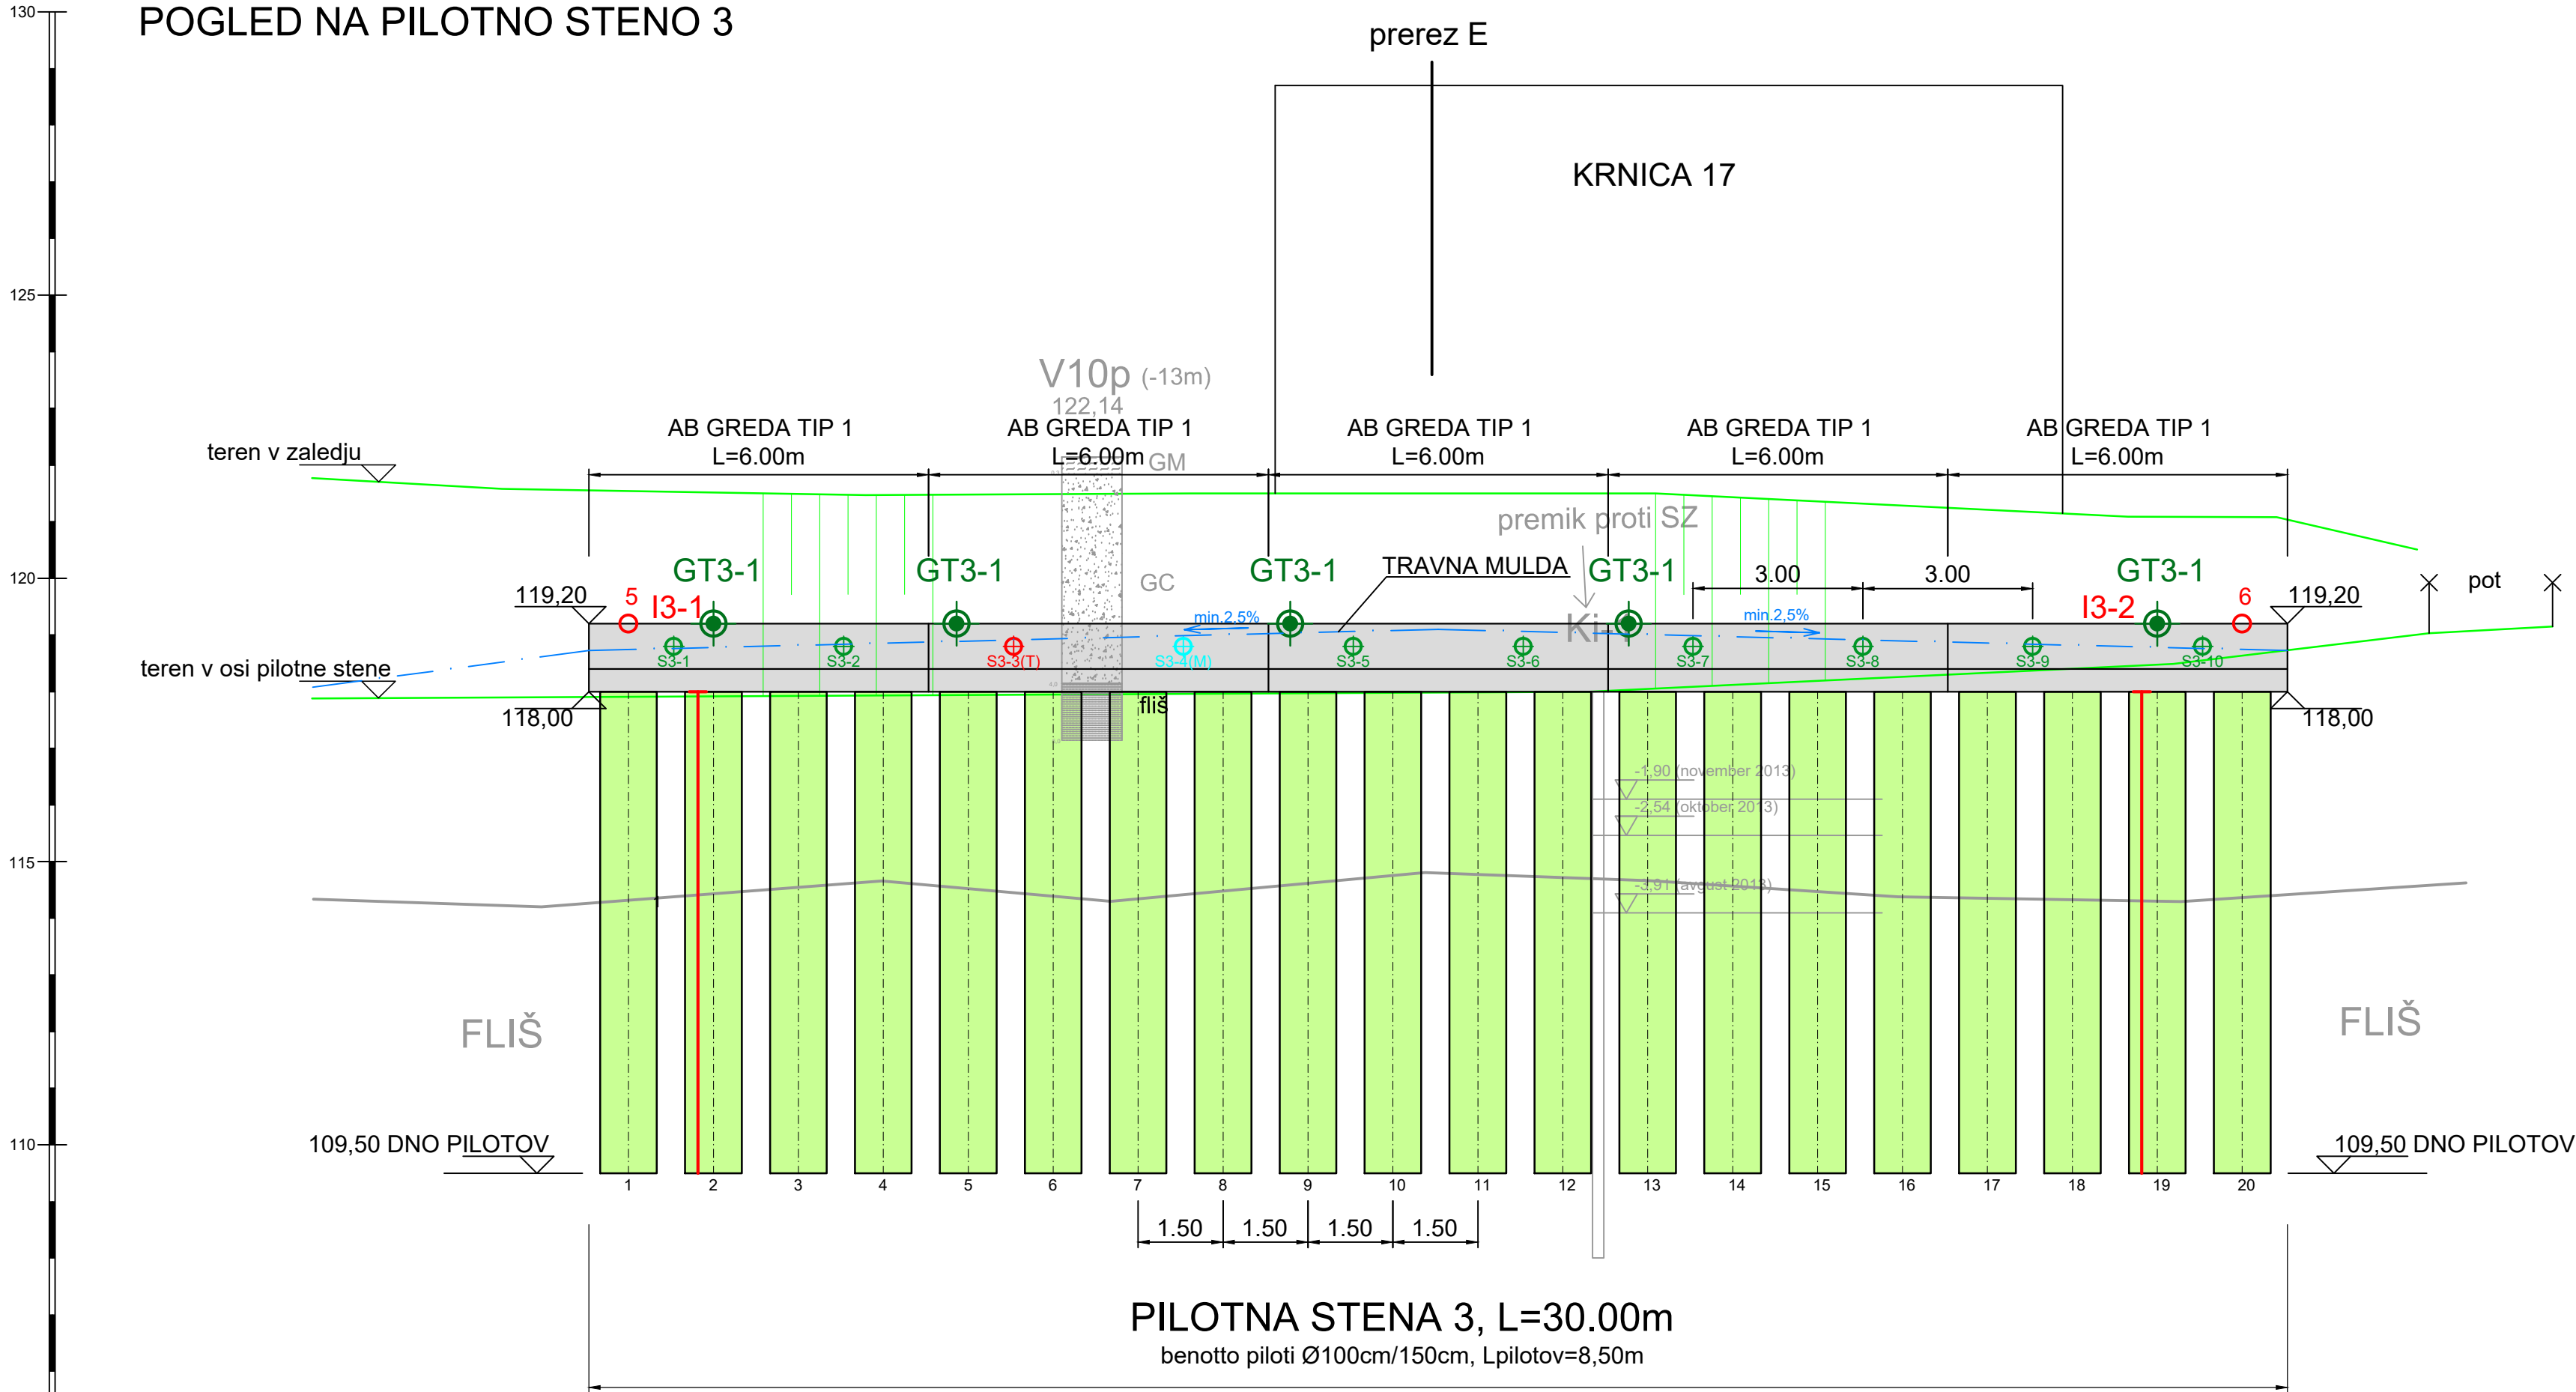 POGLED NA PILOTNO STENO 3
prerez E
KRNICA 17
130
125
120
115
110
V10p (-13m)
122,14
AB GREDA TIP 1
L=6.00m
AB GREDA TIP 1
L=6.00m
AB GREDA TIP 1
L=6.00m
AB GREDA TIP 1
L=6.00m
AB GREDA TIP 1
L=6.00m
teren v zaledju
GM
premik proti SZ
GT3-1
GT3-1
GT3-1
GT3-1
GT3-1
GC
TRAVNA MULDA
3.00
3.00
pot
119,20
5
I3-1
I3-2
6
119,20
min.2,5%
min.2,5%
S3-1
S3-2
S3-3(T)
S3-4(M)
S3-5
S3-6
S3-7
S3-8
S3-9
S3-10
teren v osi pilotne stene
118,00
fliš
118,00
-1,90 (november 2013)
-2,54 (oktober 2013)
-3,91 (avgust 2013)
FLIŠ
FLIŠ
109,50 DNO PILOTOV
109,50 DNO PILOTOV
1 2 3 4 5 6 7 8 9 10 11 12 13 14 15 16 17 18 19 20
1.50 1.50 1.50 1.50
PILOTNA STENA 3, L=30.00m
benotto piloti Ø100cm/150cm, Lpilotov=8,50m